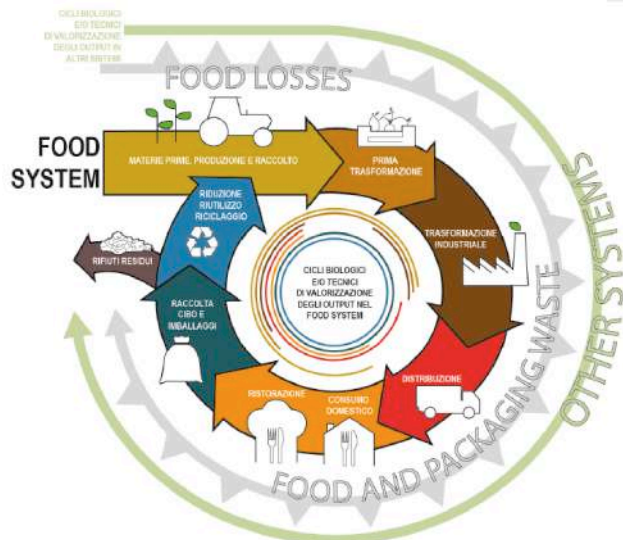 CICLI BIOLOGICI
E/O TECNICI
DI VALORIZZAZIONE
DEGLI OUTPUT IN
ALTRI SISTEMI
FOOD LOSSES
FOOD
SYSTEM
MATERIE PRIME, PRODUZIONE E RACCOLTO
PRIMA
TRASFORMAZIONE
TRASFORMAZIONE
INDUSTRIALE
DISTRIBUZIONE
CONSUMO
DOMESTICO
RISTORAZIONE
RACCOLTA
CIBO E
IMBALLAGGI
RIFIUTI RESIDUI
RIDUZIONE
RIUTILIZZO
RICICLAGGIO
CICLI BIOLOGICI
E/O TECNICI
DI VALORIZZAZIONE
DEGLI OUTPUT NEL
FOOD SYSTEM
FOOD AND PACKAGING WASTE
OTHER SYSTEMS